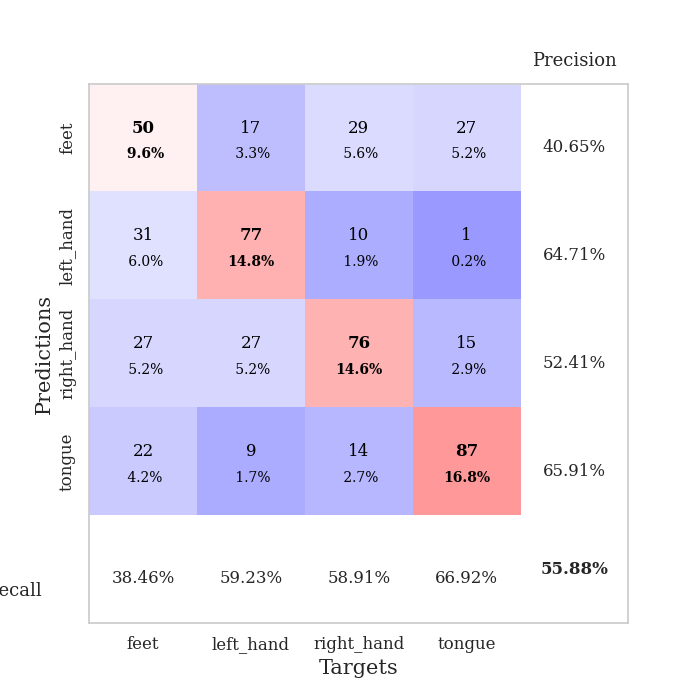 Precision
feet
50 17 29 27
9.6% 3.3% 5.6% 5.2%
40.65%
left_hand
31 77 10 1
6.0% 14.8% 1.9% 0.2%
64.71%
Predictions
right_hand
27 27 76 15
5.2% 5.2% 14.6% 2.9%
52.41%
tongue
22 9 14 87
4.2% 1.7% 2.7% 16.8%
65.91%
ecall
38.46% 59.23% 58.91% 66.92%
55.88%
feet left_hand right_hand tongue
Targets